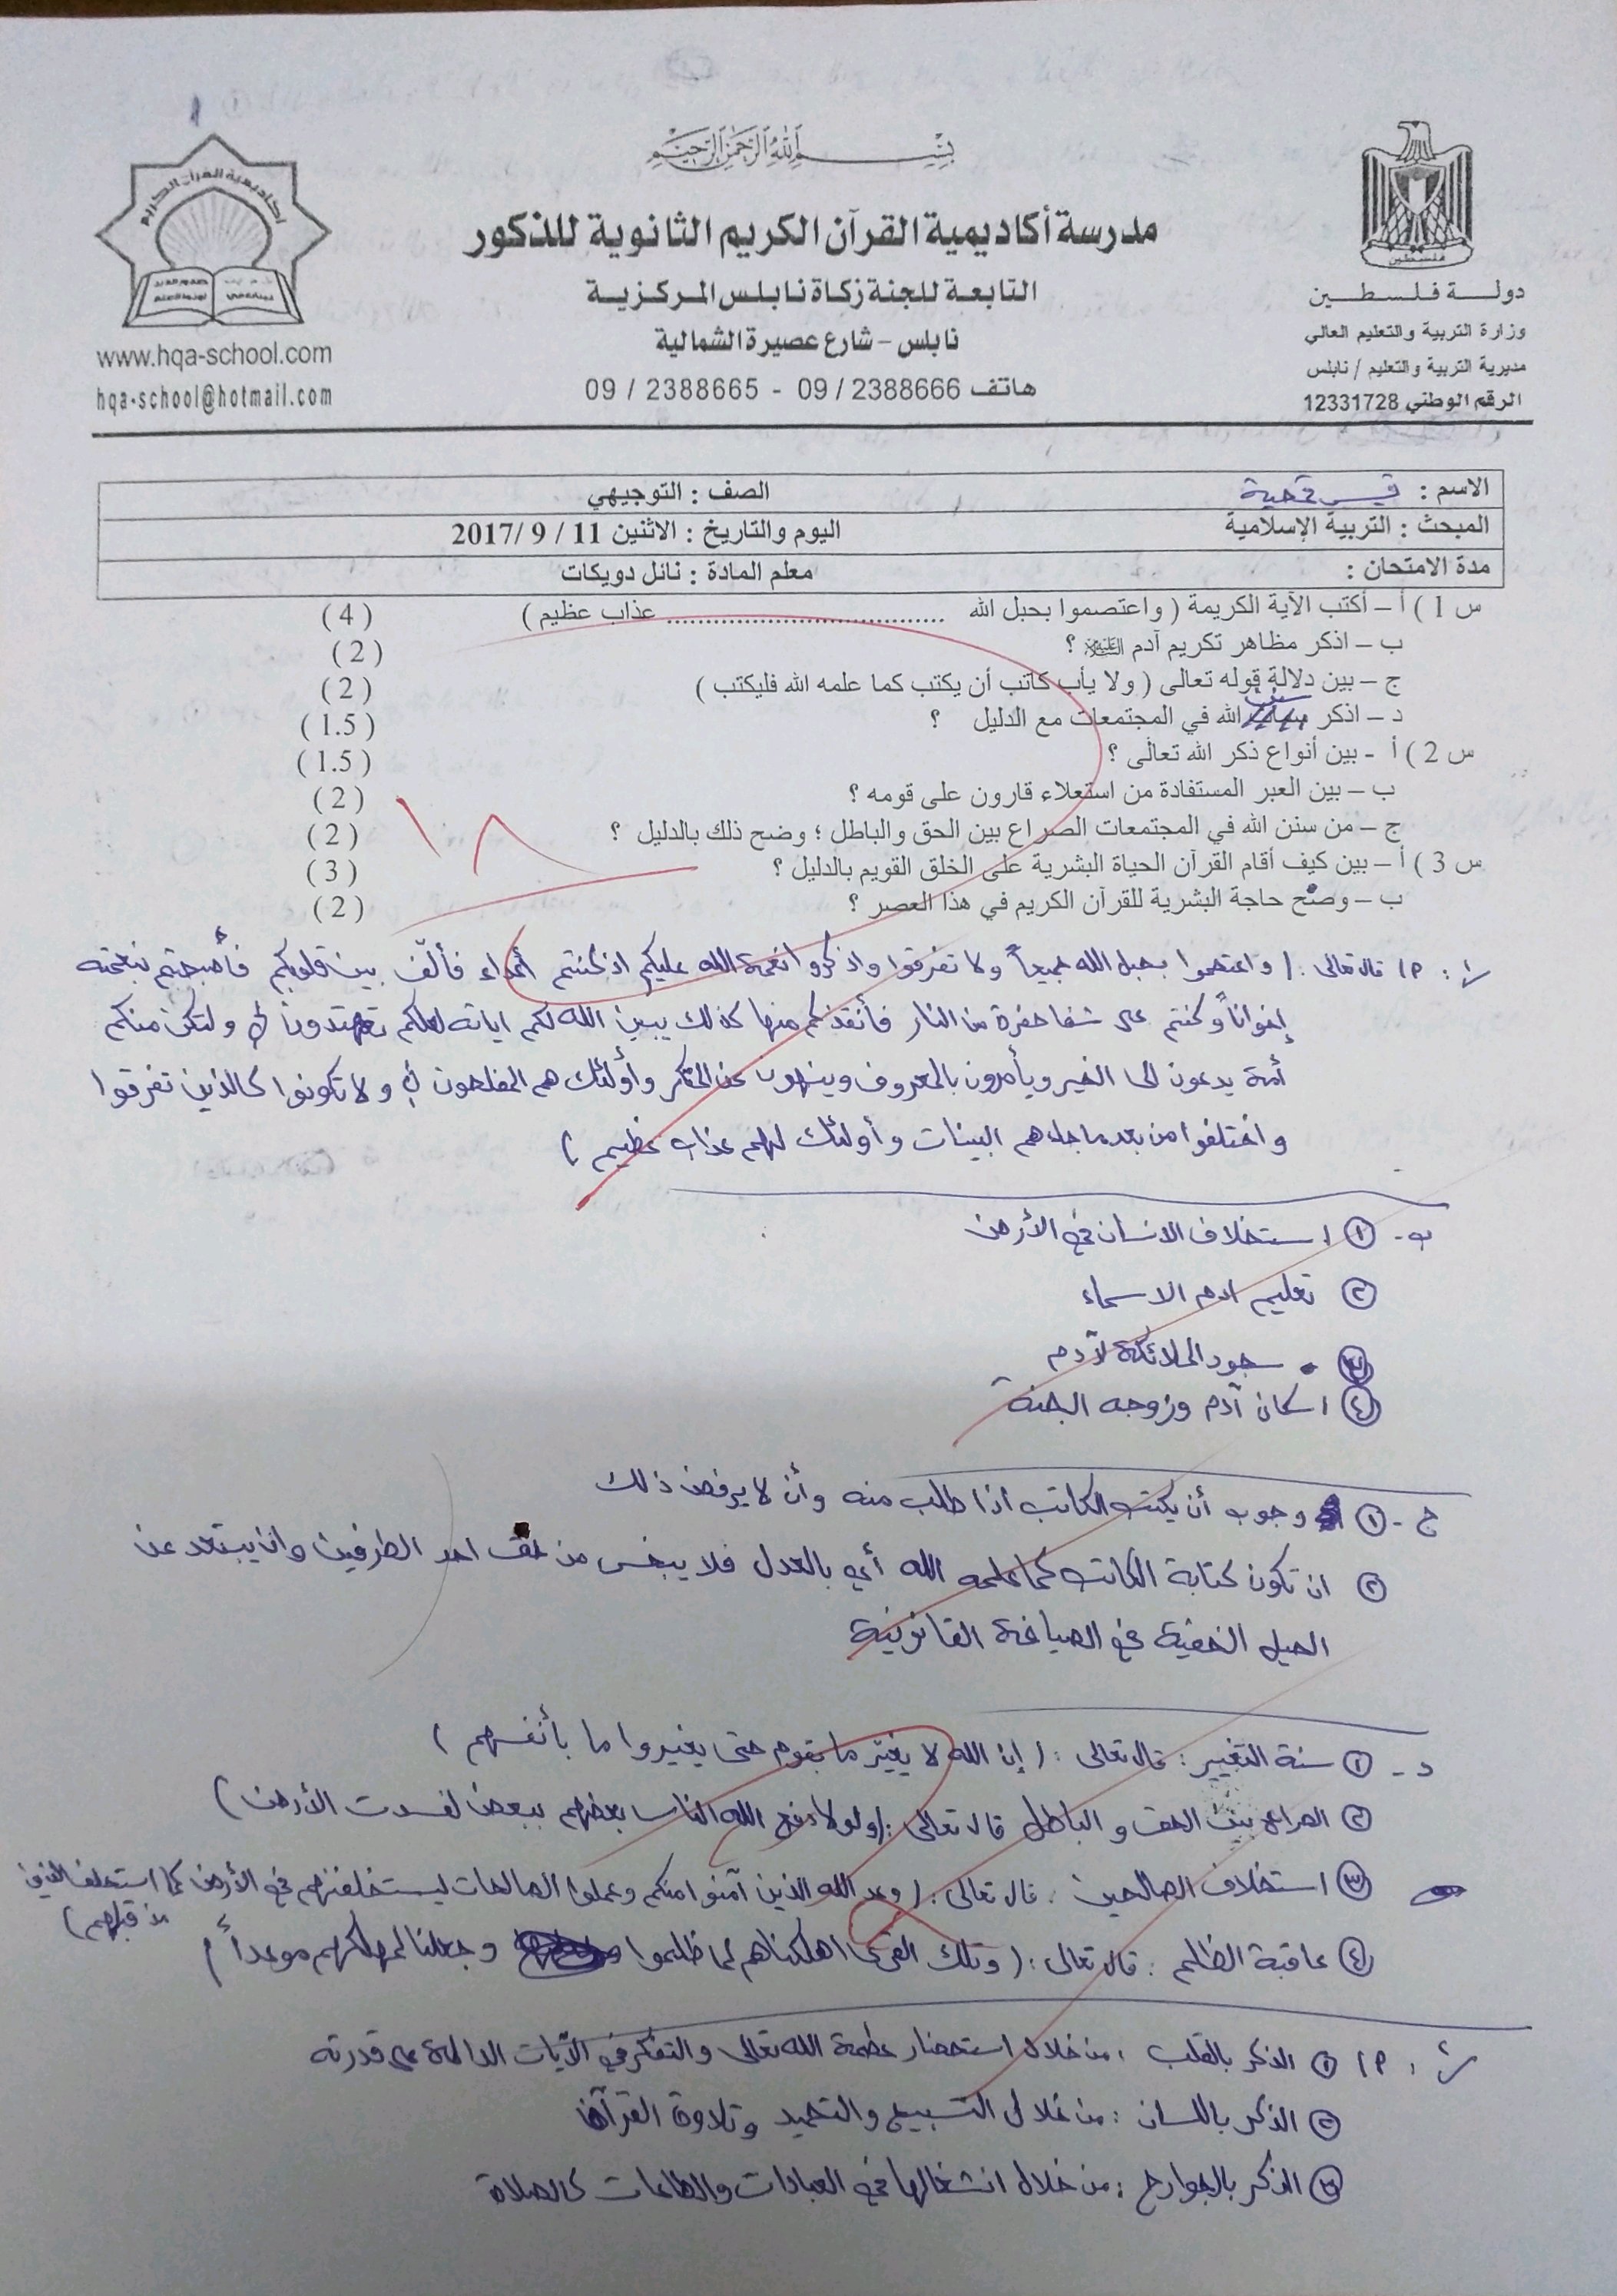 بسم الله الرحمن الرحيم
مدرسة أكاديمية القرآن الكريم الثانوية للذكور
التابعة للجنة زكاة نابلس المركزية
نابلس - شارع عصيرة الشمالية
هاتف 2388666 / 09 - 2388665 / 09
فلسطين
دولة فلسطين
وزارة التربية والتعليم العالي
مديرية التربية والتعليم / نابلس
الرقم الوطني 12331728
أكاديمية القرآن الكريم
www.hqa-school.com
hqa-school@hotmail.com
الاسم : قيس الصف : التوجيهي
المبحث : التربية الإسلامية اليوم والتاريخ : الاثنين 11 / 9 /2017
مدة الامتحان : معلم المادة : نائل دويكات
س 1 ) أ – أكتب الآية الكريمة ( واعتصموا بحبل الله .................................... عذاب عظيم ) ( 4 )
ب – اذكر مظاهر تكريم آدم عليه السلام ؟ ( 2 )
ج – بين دلالة قوله تعالى ( ولا يأب كاتب أن يكتب كما علمه الله فليكتب ) ( 2 )
د – اذكر سنن الله في المجتمعات مع الدليل ؟ ( 1.5 )
س 2 ) أ - بين أنواع ذكر الله تعالى ؟ ( 1.5 )
ب – بين العبر المستفادة من استعلاء قارون على قومه ؟ ( 2 )
ج – من سنن الله في المجتمعات الصراع بين الحق والباطل ؛ وضح ذلك بالدليل ؟ ( 2 )
س 3 ) أ – بين كيف أقام القرآن الحياة البشرية على الخلق القويم بالدليل ؟ ( 3 )
ب – وضح حاجة البشرية للقرآن الكريم في هذا العصر ؟ ( 2 )
١٨
س١ : ٢) قال تعالى : ( واعتصموا بحبل الله جميعاً ولا تفرقوا واذكروا نعمة الله عليكم اذ كنتم أعداء فألّف بين قلوبكم فأصبحتم بنعمته
إخواناً وكنتم على شفا حفرة من النار فأنقذكم منها كذلك يبين الله لكم اياته لعلكم تهتدون و لتكن منكم
أمة يدعون الى الخير ويأمرون بالمعروف وينهون عن المنكر وأولئك هم المفلحون ولا تكونوا كالذين تفرقوا
واختلفوا من بعد ما جاءهم البينات وأولئك لهم عذاب عظيم )
ب - ① استخلاف الانسان في الأرض
② تعليم ادم الاسماء
③ سجود الملائكة لآدم
④ اسكان آدم وزوجه الجنة
ج - ① وجوب أن يكتب الكاتب اذا طلب منه وأن لا يرفض ذلك
② ان تكون كتابة الكاتب كما علمه الله أي بالعدل فلا يبخس من حق احد الطرفين وان يبتعد عن
الحيل الخفية في الصياغة القانونية
د - ① سنة التغيير : قال تعالى : ( إن الله لا يغيّر ما بقوم حتى يغيروا ما بأنفسهم )
② الصراع بين الحق و الباطل قال تعالى : ( ولولا دفع الله الناس بعضهم ببعض لفسدت الأرض )
③ استخلاف الصالحين : قال تعالى : ( وعد الله الذين آمنوا منكم وعملوا الصالحات ليستخلفنهم في الأرض كما استخلف الذين
من قبلهم )
④ عاقبة الظلم : قال تعالى : ( وتلك القرى اهلكناهم لما ظلموا وجعلنا لمهلكهم موعداً )
س٢ : ٢) ① الذكر بالقلب : من خلال استحضار عظمة الله تعالى والتفكر في الآيات الدالة على قدرته
② الذكر باللسان : من خلال التسبيح والتحميد وتلاوة القرآن
③ الذكر بالجوارح : من خلال انشغالها في العبادات والطاعات كالصلاة